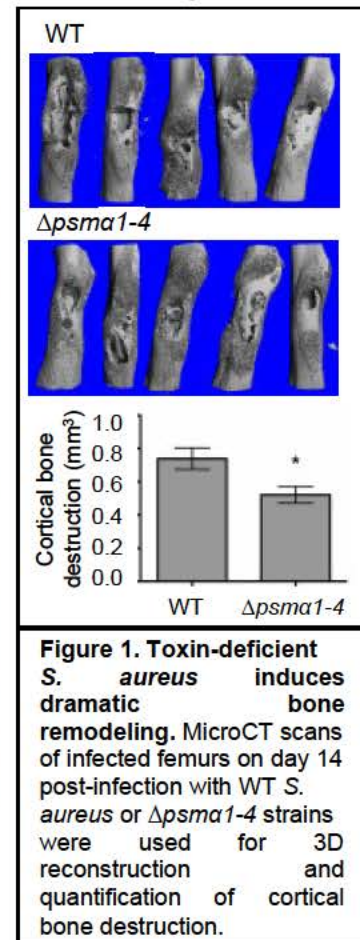 WT
Δpsmα1-4
1.0
0.8
0.6
0.4
0.2
0.0
Cortical bone
destruction (mm³)
*
WT Δpsmα1-4
Figure 1. Toxin-deficient
S. aureus induces
dramatic bone
remodeling. MicroCT scans
of infected femurs on day 14
post-infection with WT S.
aureus or Δpsmα1-4 strains
were used for 3D
reconstruction and
quantification of cortical
bone destruction.